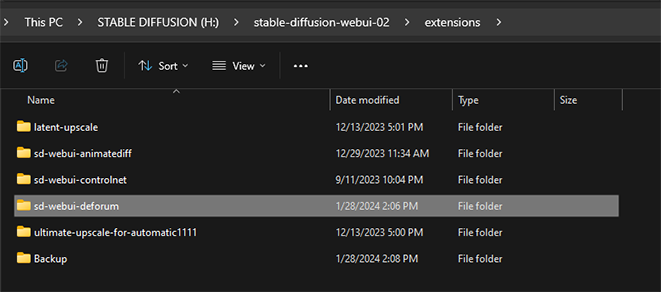 > This PC > STABLE DIFFUSION (H:) > stable-diffusion-webui-02 > extensions >
Sort View ...
Name Date modified Type Size
latent-upscale 12/13/2023 5:01 PM File folder
sd-webui-animatediff 12/29/2023 11:34 AM File folder
sd-webui-controlnet 9/11/2023 10:04 PM File folder
sd-webui-deforum 1/28/2024 2:06 PM File folder
ultimate-upscale-for-automatic1111 12/13/2023 5:00 PM File folder
Backup 1/28/2024 2:08 PM File folder